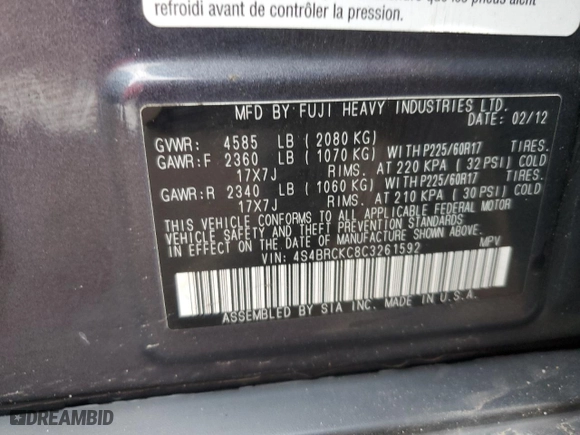 refroidi avant de contrôler la pression.
MFD BY FUJI HEAVY INDUSTRIES LTD.
DATE: 02/12
GVWR: 4585 LB (2080 KG)
GAWR:F 2360 LB (1070 KG) WITH P225/60R17 TIRES.
17X7J RIMS. AT 220 KPA (32 PSI) COLD
GAWR:R 2340 LB (1060 KG) WITH P225/60R17 TIRES.
17X7J RIMS. AT 210 KPA (30 PSI) COLD
THIS VEHICLE CONFORMS TO ALL APPLICABLE FEDERAL MOTOR
VEHICLE SAFETY AND THEFT PREVENTION STANDARDS
IN EFFECT ON THE DATE OF MANUFACTURE SHOWN ABOVE.
VIN: 4S4BRCKC8C3261592 MPV
ASSEMBLED BY SIA INC. MADE IN U.S.A.
DREAMBID